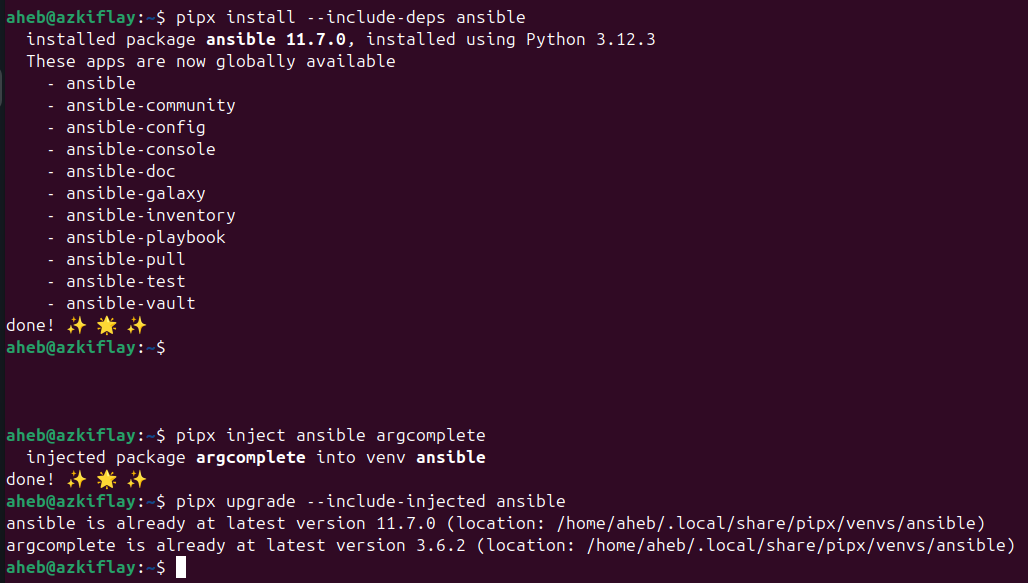 aheb@azkiflay:~$ pipx install --include-deps ansible
installed package ansible 11.7.0, installed using Python 3.12.3
These apps are now globally available
- ansible
- ansible-community
- ansible-config
- ansible-console
- ansible-doc
- ansible-galaxy
- ansible-inventory
- ansible-playbook
- ansible-pull
- ansible-test
- ansible-vault
done! ✨ 🌟 ✨
aheb@azkiflay:~$
aheb@azkiflay:~$ pipx inject ansible argcomplete
injected package argcomplete into venv ansible
done! ✨ 🌟 ✨
aheb@azkiflay:~$ pipx upgrade --include-injected ansible
ansible is already at latest version 11.7.0 (location: /home/aheb/.local/share/pipx/venvs/ansible)
argcomplete is already at latest version 3.6.2 (location: /home/aheb/.local/share/pipx/venvs/ansible)
aheb@azkiflay:~$